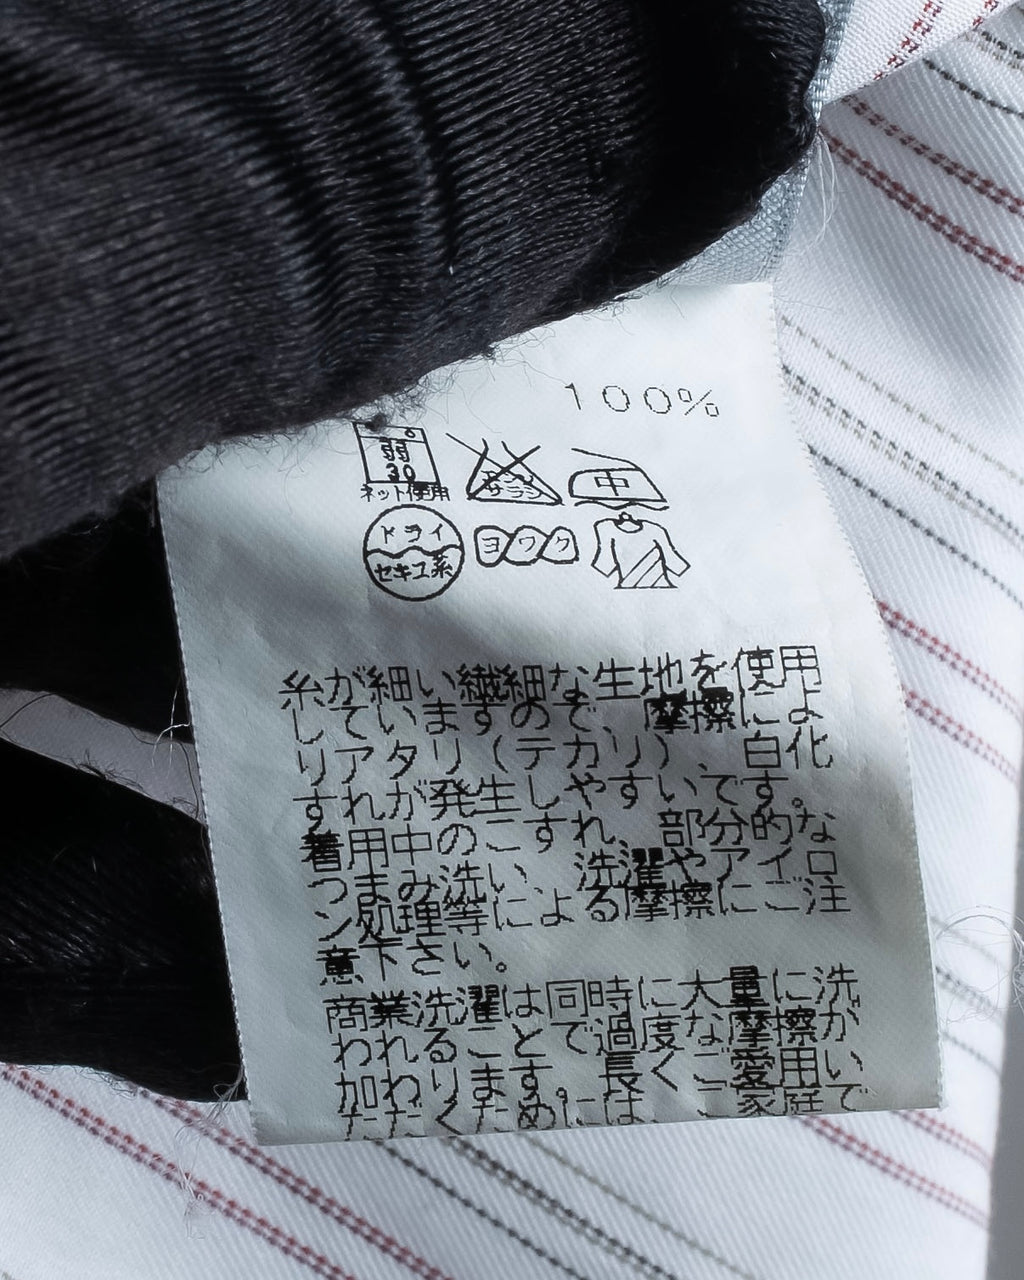 100%
弱
30
ネット使用
エンソ
サラシ
中
ドライ
セキユ系
ヨワク
糸が細い繊細な生地を使用
していますので、摩擦によ
りアタリ(テカリ)、白化
すれが発生しやすいです。
着用中のこすれ、部分的な
つまみ洗い、洗濯やアイロ
ン処理等による摩擦にご注
意下さい。
商業洗濯は同時に大量に洗
われることで過度な摩擦が
加わります。長くご愛用い
ただくためには、ご家庭で